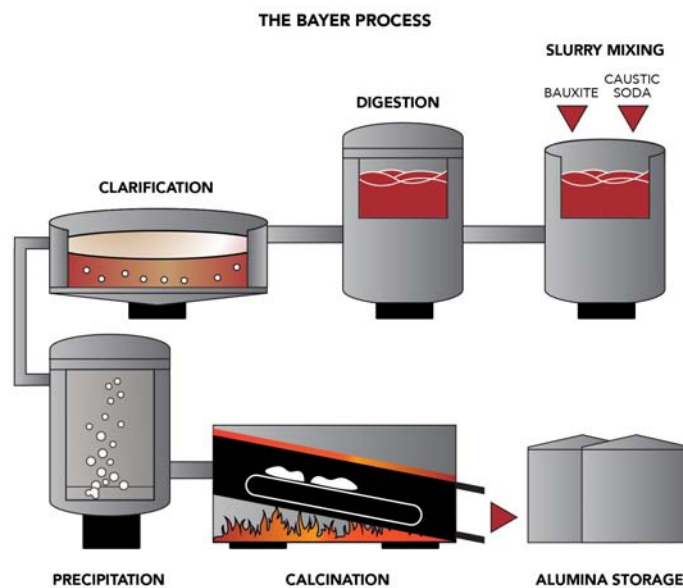 THE BAYER PROCESS
SLURRY MIXING
BAUXITE
CAUSTIC
SODA
DIGESTION
CLARIFICATION
PRECIPITATION
CALCINATION
ALUMINA STORAGE